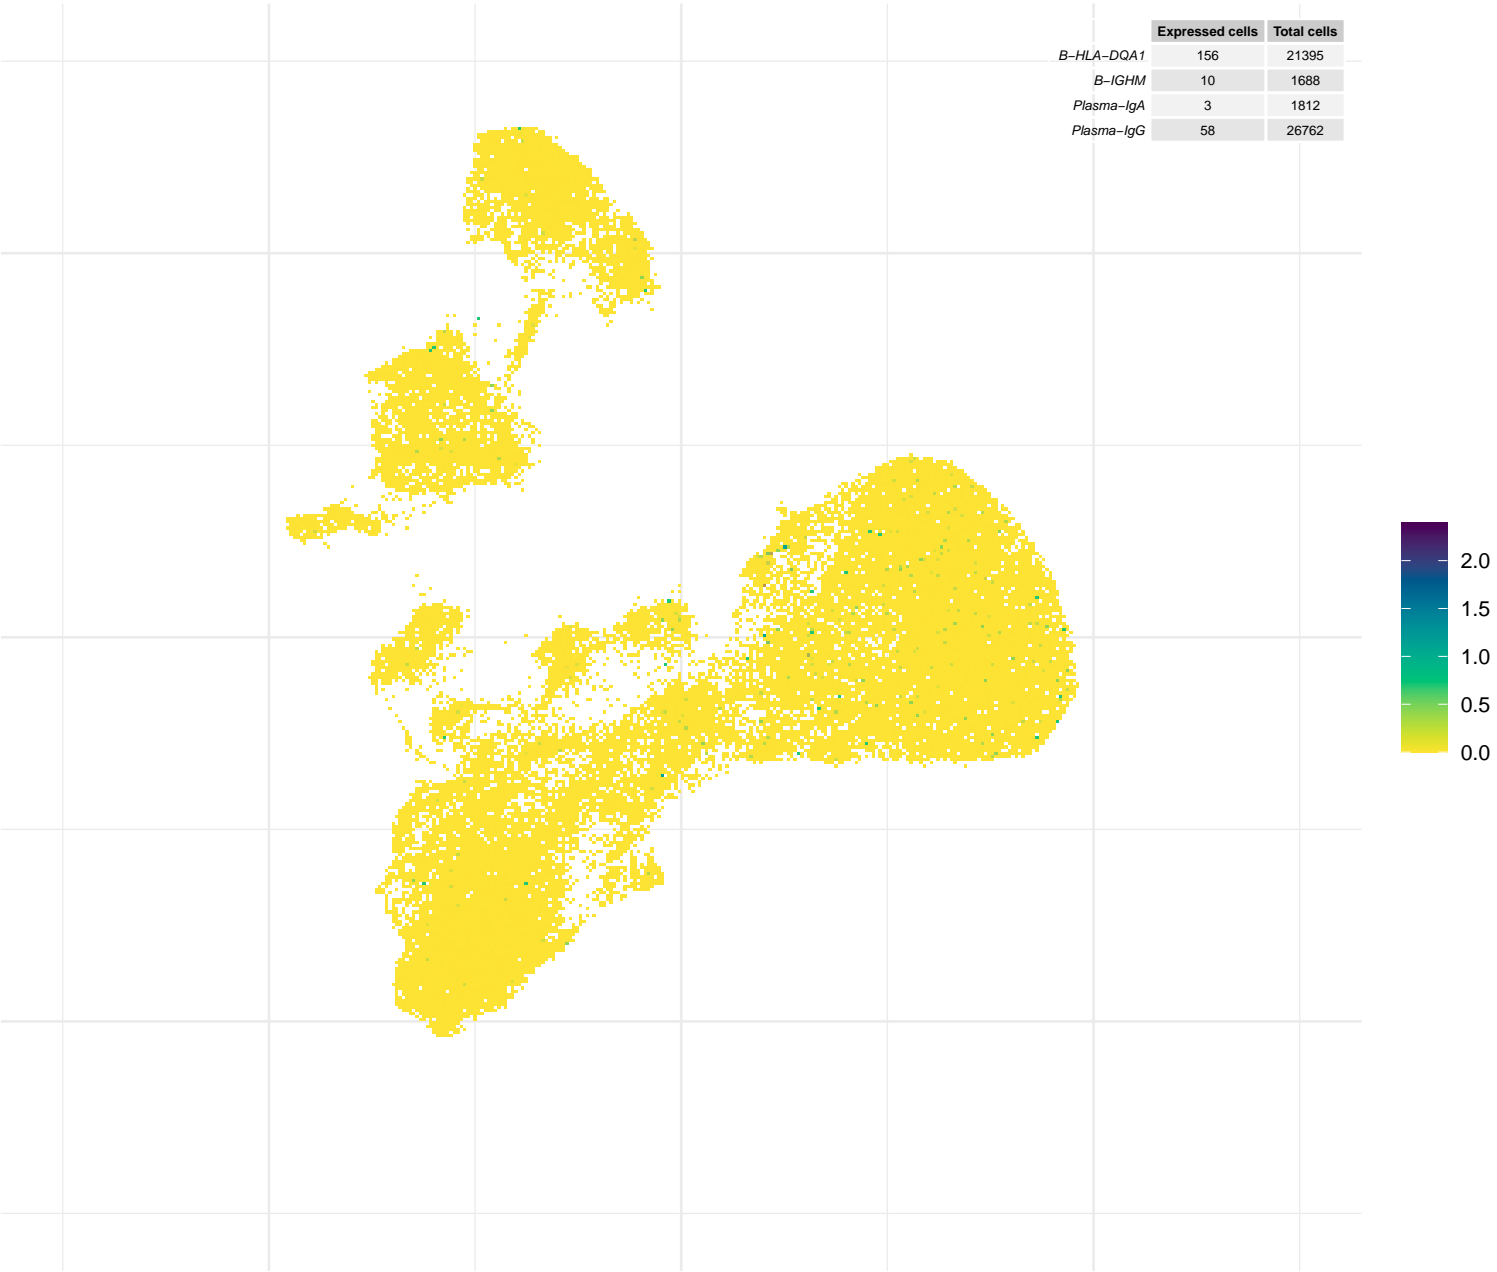 Expressed cells Total cells
B–HLA–DQA1 156 21395
B–IGHM 10 1688
Plasma–IgA 3 1812
Plasma–IgG 58 26762
2.0
1.5
1.0
0.5
0.0